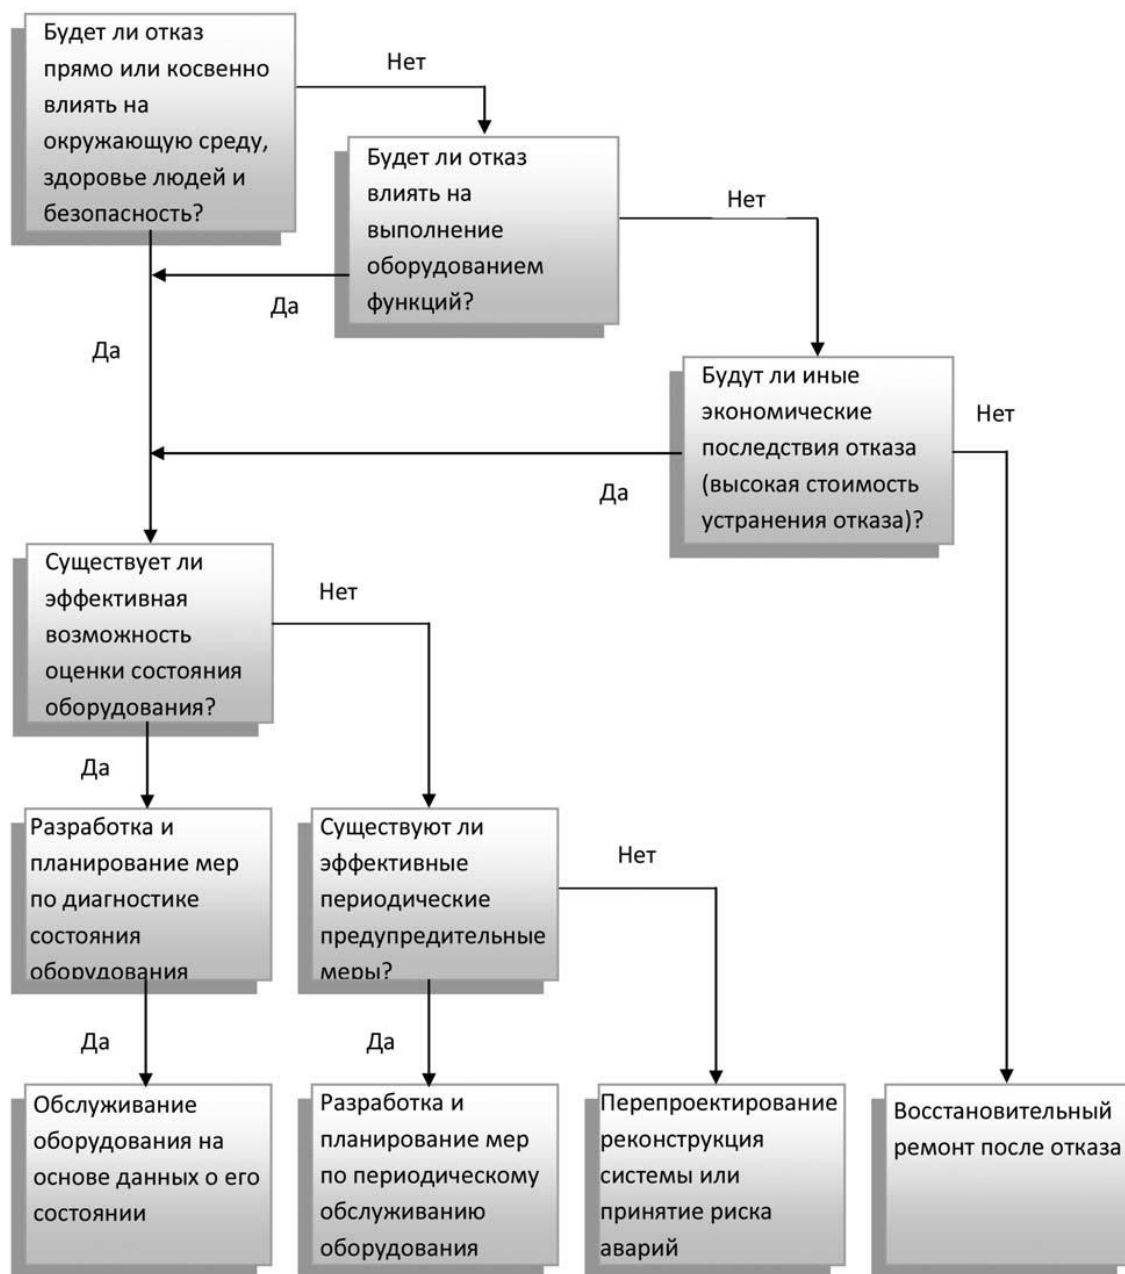 Будет ли отказ
прямо или косвенно
влиять на
окружающую среду,
здоровье людей и
безопасность?
Нет
Будет ли отказ
влиять на
выполнение
оборудованием
функций?
Нет
Да
Да
Будут ли иные
экономические
последствия отказа
(высокая стоимость
устранения отказа)?
Нет
Да
Существует ли
эффективная
возможность
оценки состояния
оборудования?
Нет
Да
Разработка и
планирование мер
по диагностике
состояния
оборудования
Существуют ли
эффективные
периодические
предупредительные
меры?
Нет
Да
Да
Обслуживание
оборудования на
основе данных о его
состоянии
Разработка и
планирование мер
по периодическому
обслуживанию
оборудования
Перепроектирование
реконструкция
системы или
принятие риска
аварий
Восстановительный
ремонт после отказа